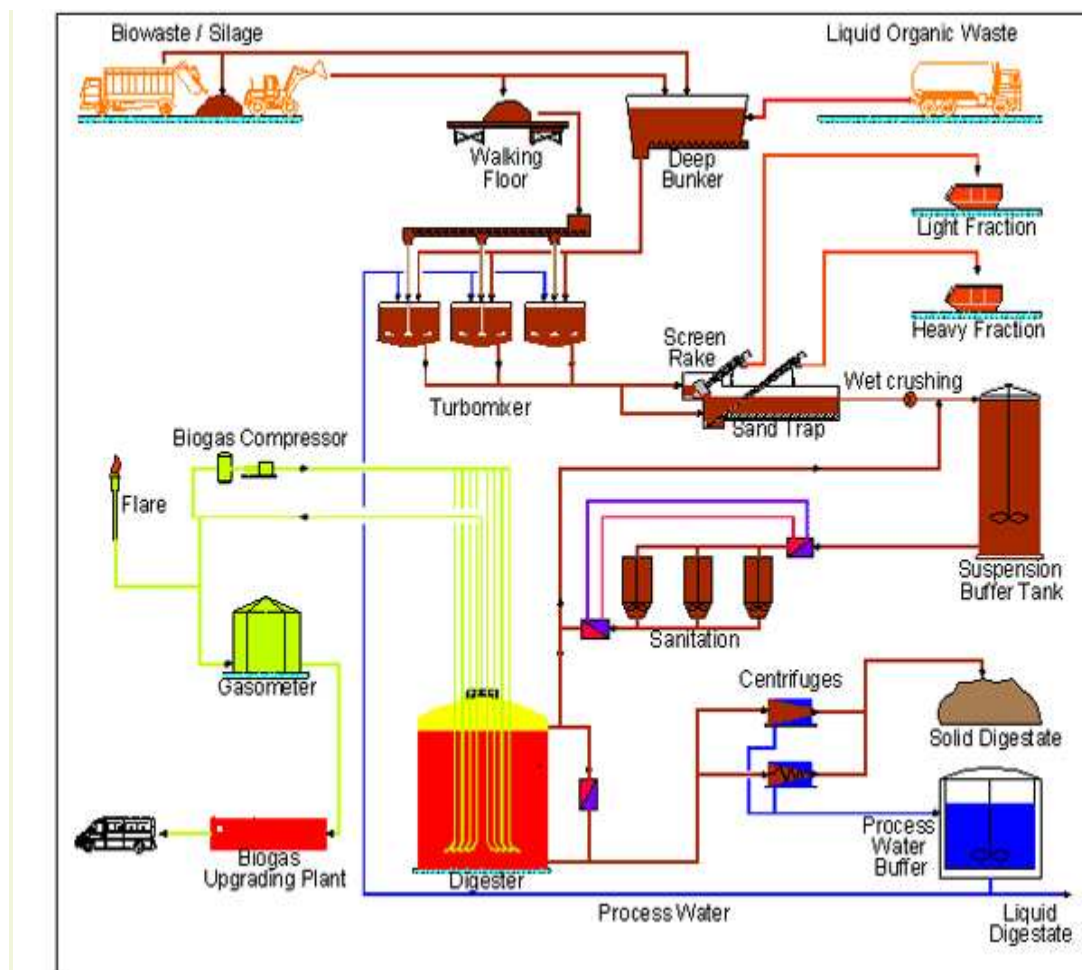 Biowaste / Silage
Liquid Organic Waste
Walking
Floor
Deep
Bunker
Light Fraction
Heavy Fraction
Screen
Rake
Wet crushing
Turbomixer
Sand Trap
Biogas Compressor
Flare
Suspension
Buffer Tank
Sanitation
Gasometer
Centrifuges
Solid Digestate
Process
Water
Buffer
Biogas
Upgrading Plant
Digester
Process Water
Liquid
Digestate